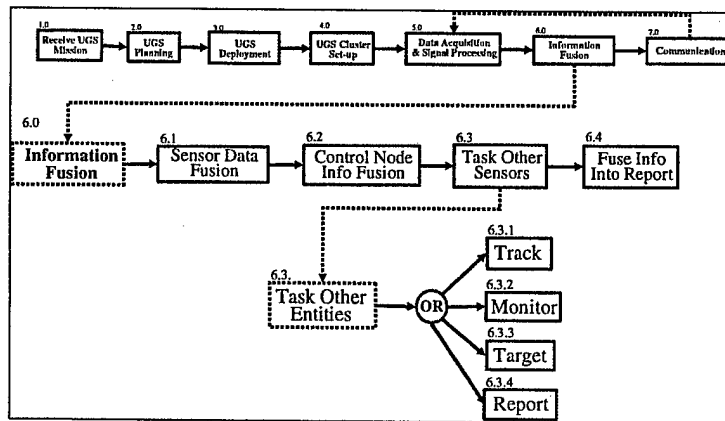 1.0
Receive UGS
Mission
2.0
UGS
Planning
3.0
UGS
Deployment
4.0
UGS Cluster
Set-up
5.0
Data Acquisition
& Signal Processing
6.0
Information
Fusion
7.0
Communication
6.0
Information
Fusion
6.1
Sensor Data
Fusion
6.2
Control Node
Info Fusion
6.3
Task Other
Sensors
6.4
Fuse Info
Into Report
6.3.
Task Other
Entities
OR
6.3.1
Track
6.3.2
Monitor
6.3.3
Target
6.3.4
Report